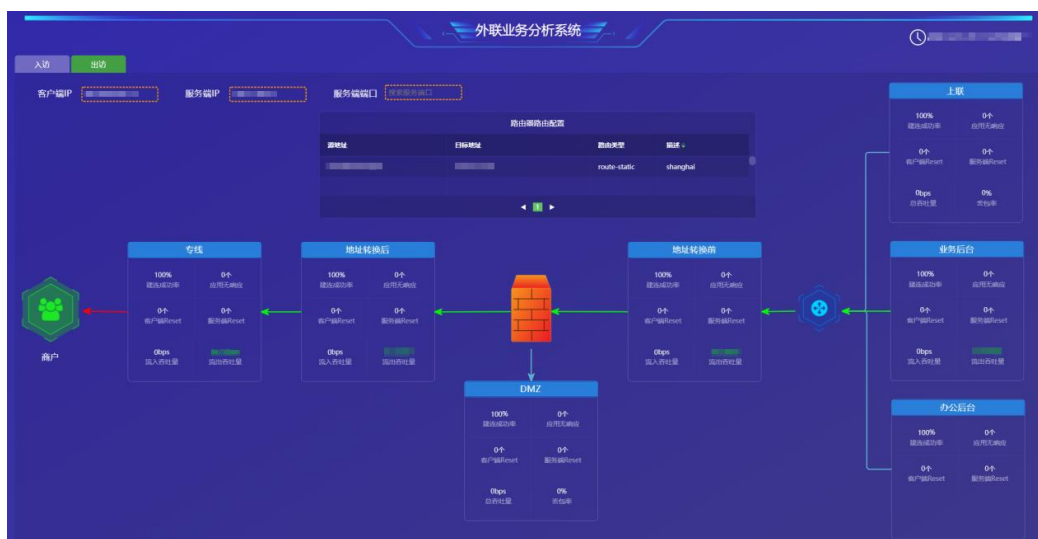 外联业务分析系统
入访 出访
客户端IP 服务端IP 服务端端口 搜索服务端口
路由器路由配置
源地址 目标地址 路由类型 描述
route-static shanghai
1
上联
100% 0个
建连成功率 应用无响应
0个 0个
客户端Reset 服务端Reset
0bps 0%
总吞吐量 丢包率
专线
100% 0个
建连成功率 应用无响应
0个 0个
客户端Reset 服务端Reset
0bps
流入吞吐量 流出吞吐量
地址转换后
100% 0个
建连成功率 应用无响应
0个 0个
客户端Reset 服务端Reset
0bps
流入吞吐量 流出吞吐量
地址转换前
100% 0个
建连成功率 应用无响应
0个 0个
客户端Reset 服务端Reset
0bps
流入吞吐量 流出吞吐量
业务后台
100% 0个
建连成功率 应用无响应
0个 0个
客户端Reset 服务端Reset
0bps
流入吞吐量 流出吞吐量
商户
DMZ
100% 0个
建连成功率 应用无响应
0个 0个
客户端Reset 服务端Reset
0bps 0%
总吞吐量 丢包率
办公后台
100% 0个
建连成功率 应用无响应
0个 0个
客户端Reset 服务端Reset